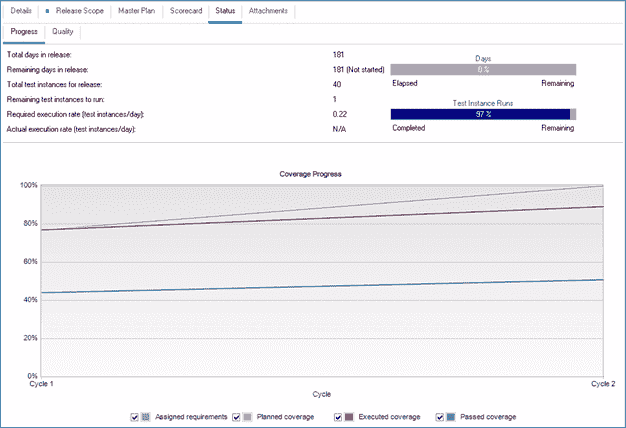 Details Release Scope Master Plan Scorecard Status Attachments
Progress Quality
Total days in release: 181
Remaining days in release: 181 (Not started)
Total test instances for release: 40
Remaining test instances to run: 1
Required execution rate (test instances/day): 0.22
Actual execution rate (test instances/day): N/A
Days
0 %
Elapsed Remaining
Test Instance Runs
97 %
Completed Remaining
Coverage Progress
100%
80%
60%
40%
20%
0%
Cycle 1 Cycle 2
Cycle
Assigned requirements Planned coverage Executed coverage Passed coverage